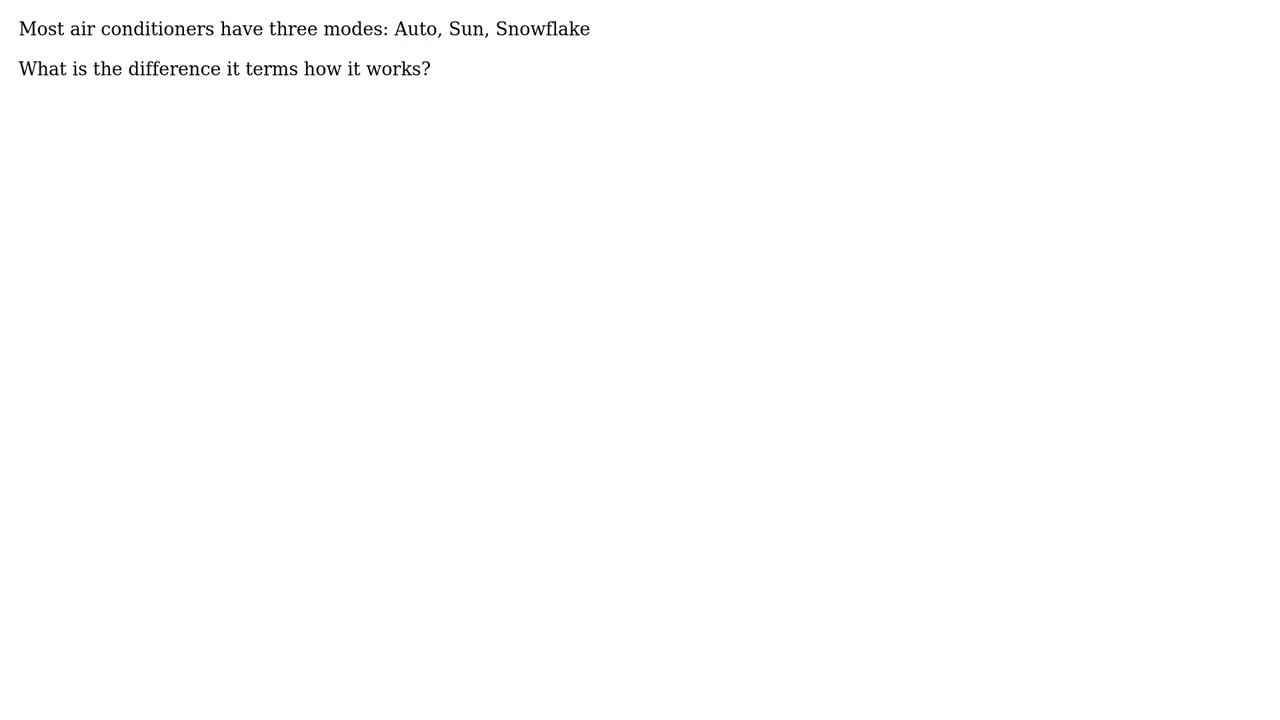 Most air conditioners have three modes: Auto, Sun, Snowflake
What is the difference it terms how it works?